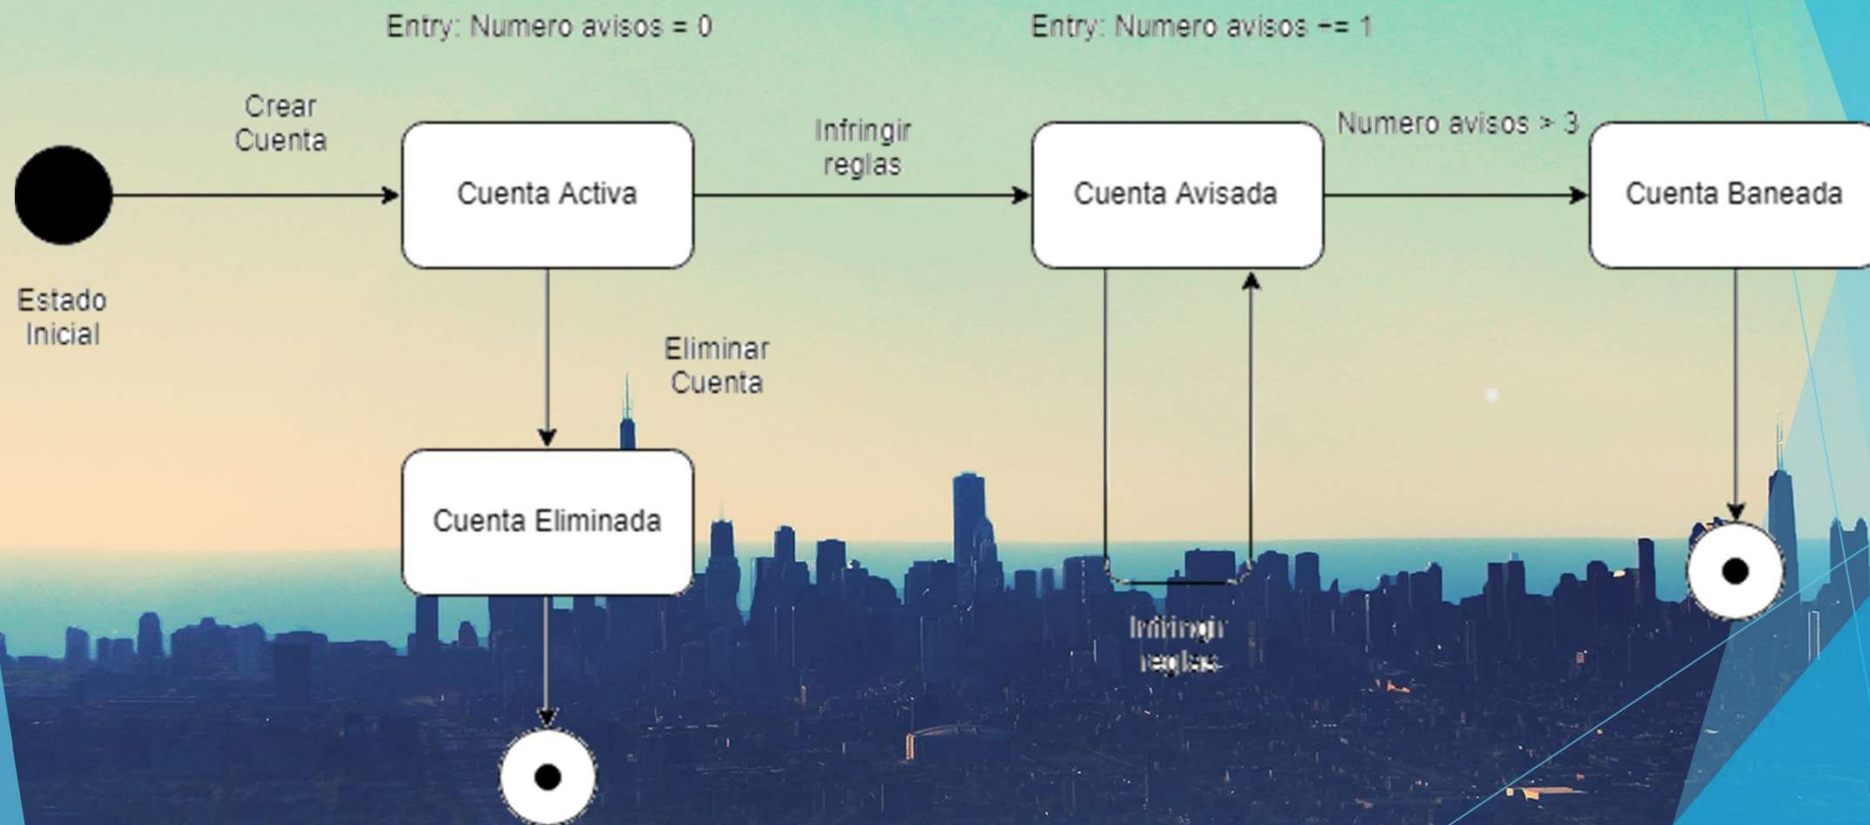 Entry: Numero avisos = 0
Entry: Numero avisos += 1
Crear
Cuenta
Infringir
reglas
Numero avisos > 3
Cuenta Activa
Cuenta Avisada
Cuenta Baneada
Estado
Inicial
Eliminar
Cuenta
Cuenta Eliminada
Infringir
reglas